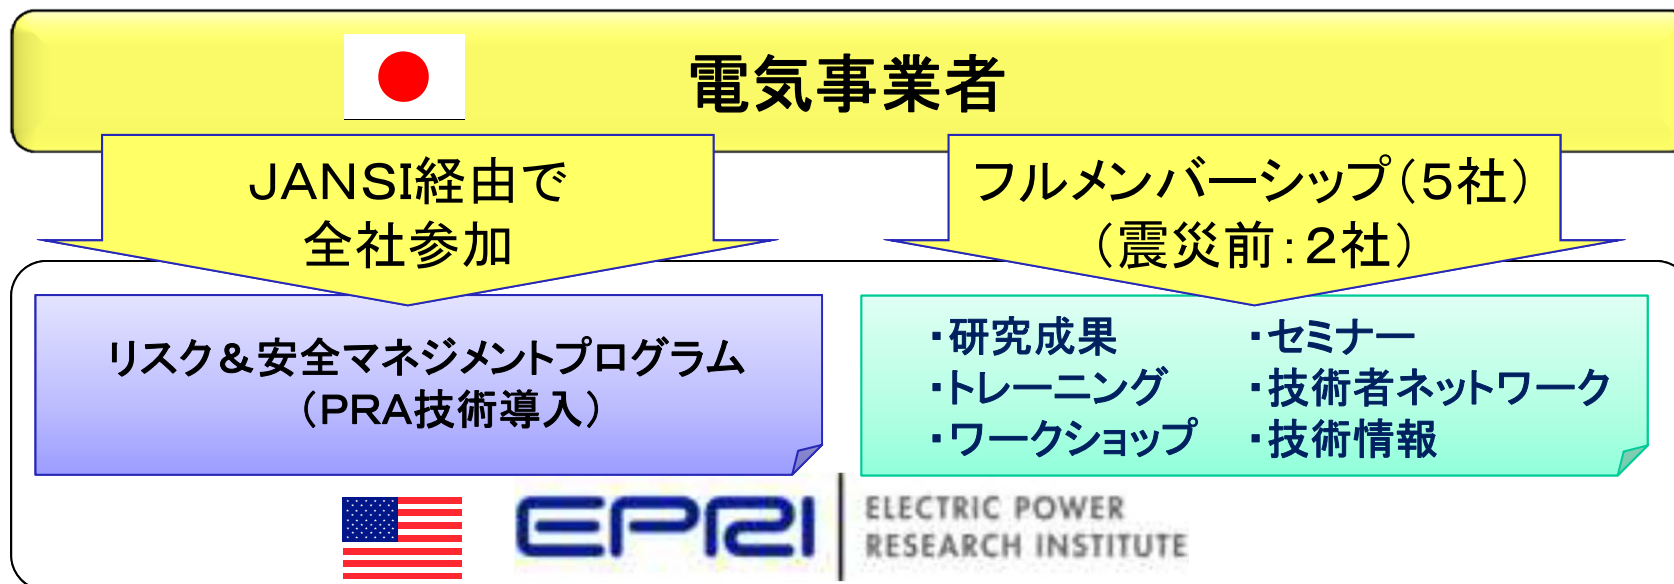 電気事業者
JANSI経由で
全社参加
フルメンバーシップ（５社）
（震災前：２社）
リスク＆安全マネジメントプログラム
（PRA技術導入）
・研究成果
・トレーニング
・ワークショップ
・セミナー
・技術者ネットワーク
・技術情報
EPRI
ELECTRIC POWER
RESEARCH INSTITUTE